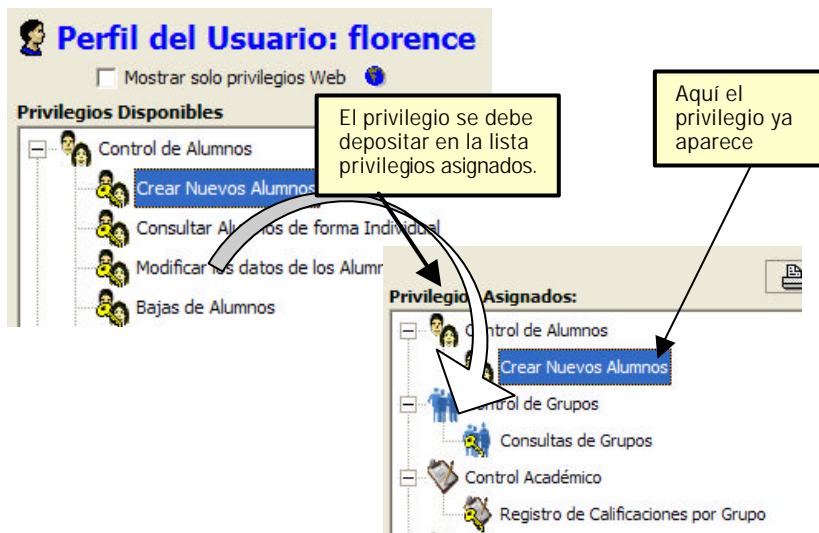 Perfil del Usuario: florence
Mostrar solo privilegios Web
Privilegios Disponibles
Control de Alumnos
Crear Nuevos Alumnos
Consultar Alumnos de forma Individual
Modificar los datos de los Alumn
Bajas de Alumnos
El privilegio se debe
depositar en la lista
privilegios asignados.
Aquí el
privilegio ya
aparece
Privilegios Asignados:
Control de Alumnos
Crear Nuevos Alumnos
Control de Grupos
Consultas de Grupos
Control Académico
Registro de Calificaciones por Grupo